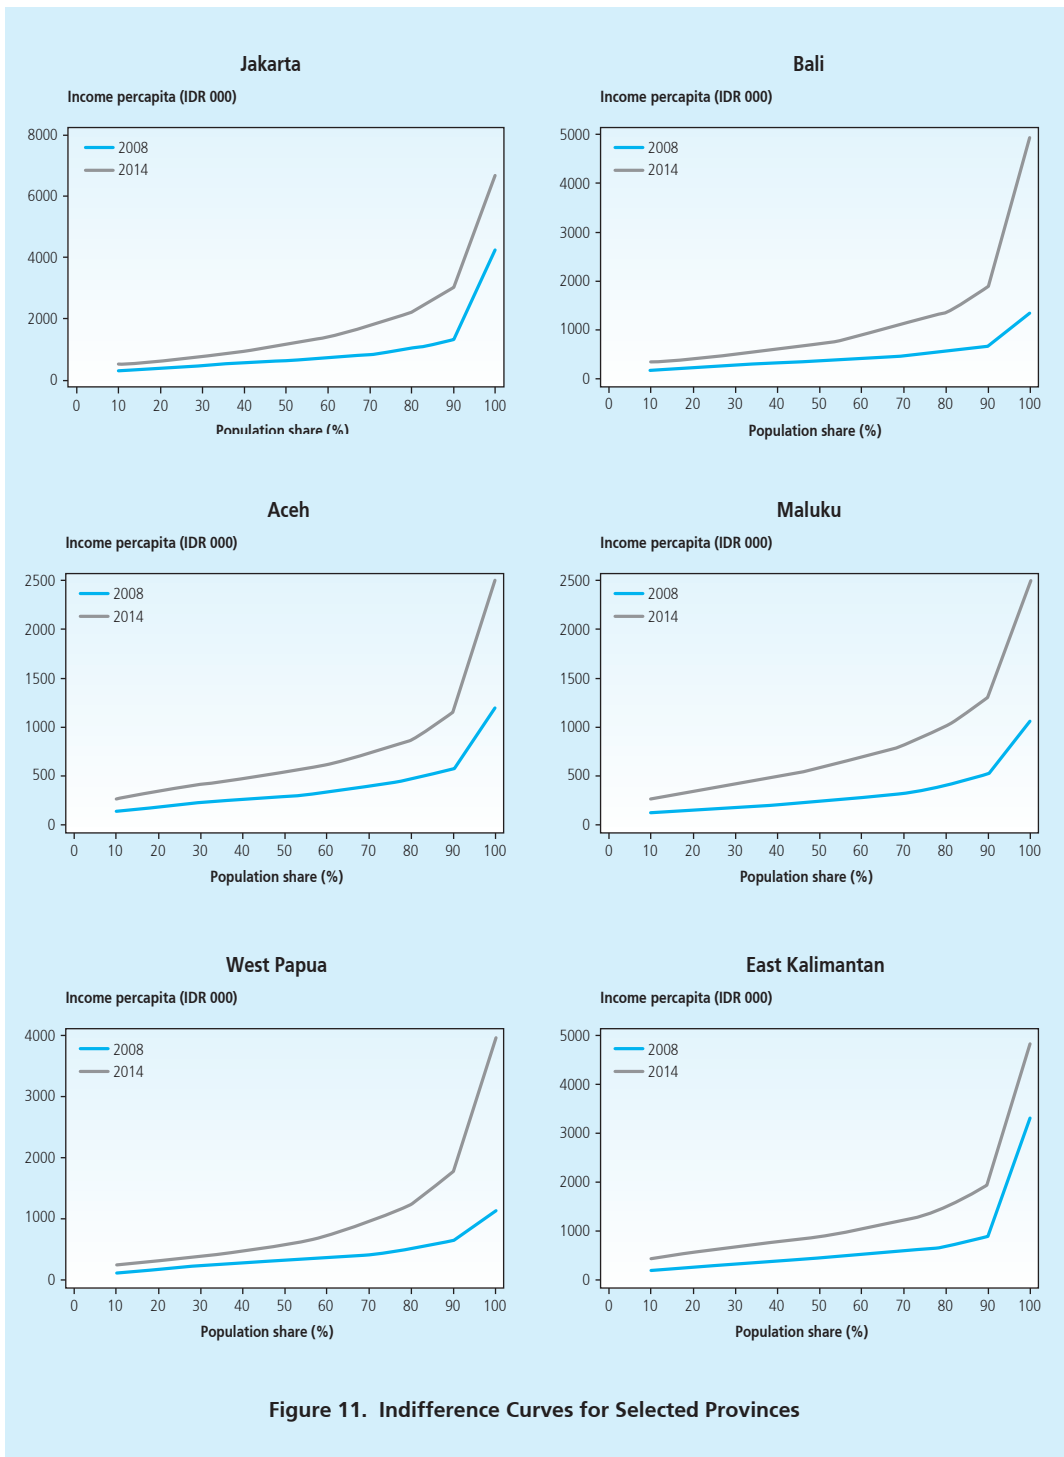 Jakarta
Income percapita (IDR 000)
8000
6000
4000
2000
0
2008
2014
0 10 20 30 40 50 60 70 80 90 100
Population share (%)
Bali
Income percapita (IDR 000)
5000
4000
3000
2000
1000
0
2008
2014
0 10 20 30 40 50 60 70 80 90 100
Population share (%)
Aceh
Income percapita (IDR 000)
2500
2000
1500
1000
500
0
2008
2014
0 10 20 30 40 50 60 70 80 90 100
Population share (%)
Maluku
Income percapita (IDR 000)
2500
2000
1500
1000
500
0
2008
2014
0 10 20 30 40 50 60 70 80 90 100
Population share (%)
West Papua
Income percapita (IDR 000)
4000
3000
2000
1000
0
2008
2014
0 10 20 30 40 50 60 70 80 90 100
Population share (%)
East Kalimantan
Income percapita (IDR 000)
5000
4000
3000
2000
1000
0
2008
2014
0 10 20 30 40 50 60 70 80 90 100
Population share (%)
Figure 11. Indifference Curves for Selected Provinces